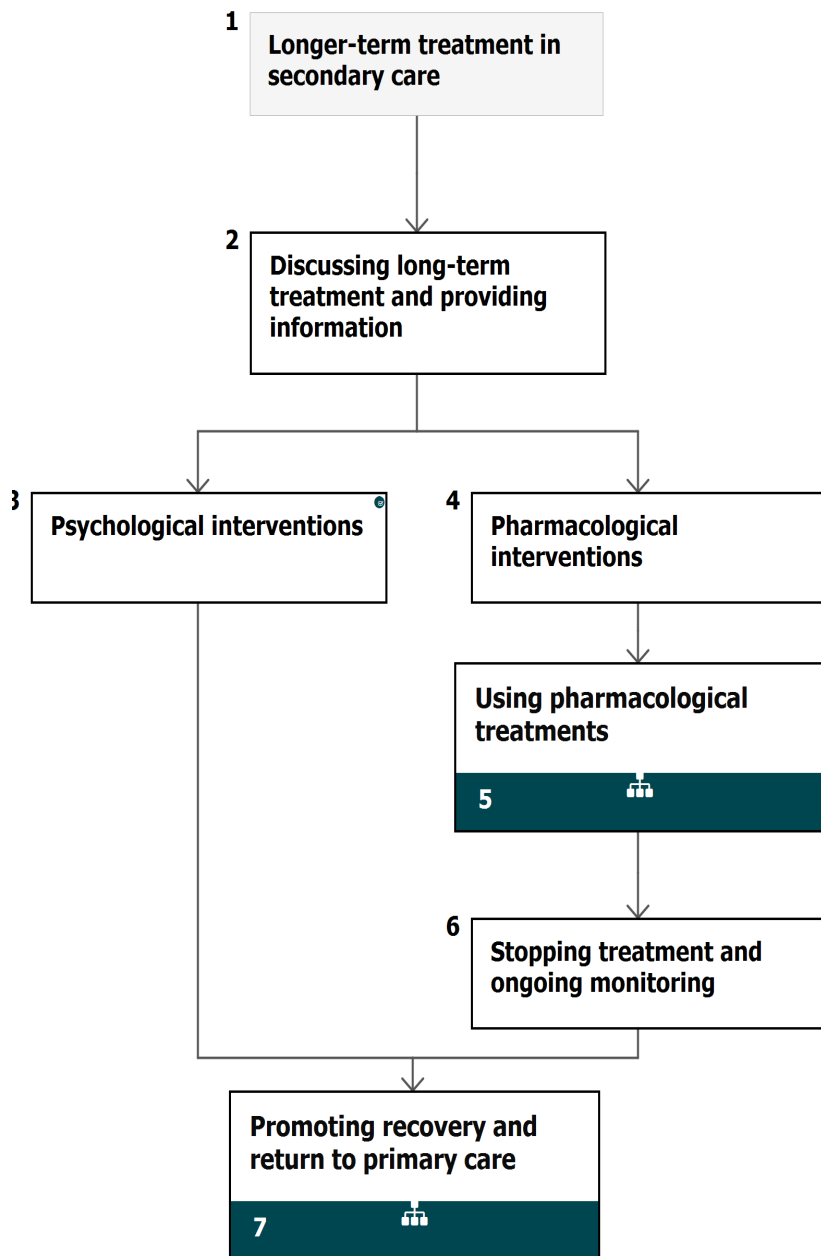 1
Longer-term treatment in
secondary care
2
Discussing long-term
treatment and providing
information
3
Psychological interventions
4
Pharmacological
interventions
Using pharmacological
treatments
5
6
Stopping treatment and
ongoing monitoring
Promoting recovery and
return to primary care
7